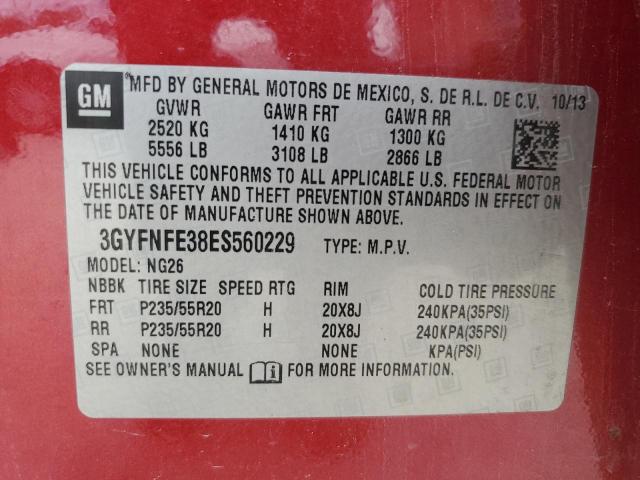 GM ® MFD BY GENERAL MOTORS DE MEXICO, S. DE R.L. DE C.V. 10/13
GVWR GAWR FRT GAWR RR
2520 KG 1410 KG 1300 KG
5556 LB 3108 LB 2866 LB
THIS VEHICLE CONFORMS TO ALL APPLICABLE U.S. FEDERAL MOTOR
VEHICLE SAFETY AND THEFT PREVENTION STANDARDS IN EFFECT ON
THE DATE OF MANUFACTURE SHOWN ABOVE.
3GYFNFE38ES560229 TYPE: M.P.V.
MODEL: NG26
NBBK TIRE SIZE SPEED RTG RIM COLD TIRE PRESSURE
FRT P235/55R20 H 20X8J 240KPA(35PSI)
RR P235/55R20 H 20X8J 240KPA(35PSI)
SPA NONE NONE KPA(PSI)
SEE OWNER'S MANUAL FOR MORE INFORMATION.